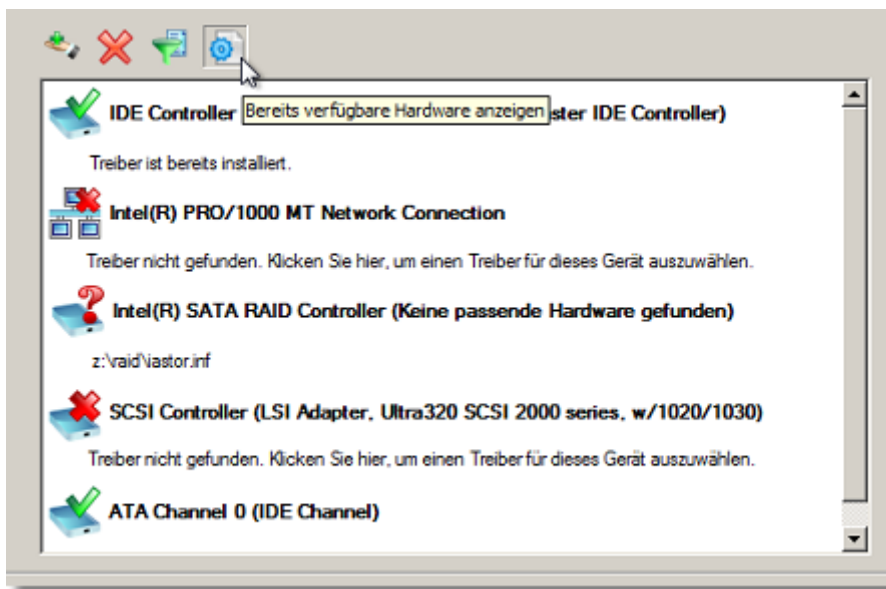 IDE Controller Bereits verfügbare Hardware anzeigen ster IDE Controller)
Treiber ist bereits installiert.
Intel(R) PRO/1000 MT Network Connection
Treiber nicht gefunden. Klicken Sie hier, um einen Treiber für dieses Gerät auszuwählen.
Intel(R) SATA RAID Controller (Keine passende Hardware gefunden)
z:\raid\iastor.inf
SCSI Controller (LSI Adapter, Ultra320 SCSI 2000 series, w/1020/1030)
Treiber nicht gefunden. Klicken Sie hier, um einen Treiber für dieses Gerät auszuwählen.
ATA Channel 0 (IDE Channel)